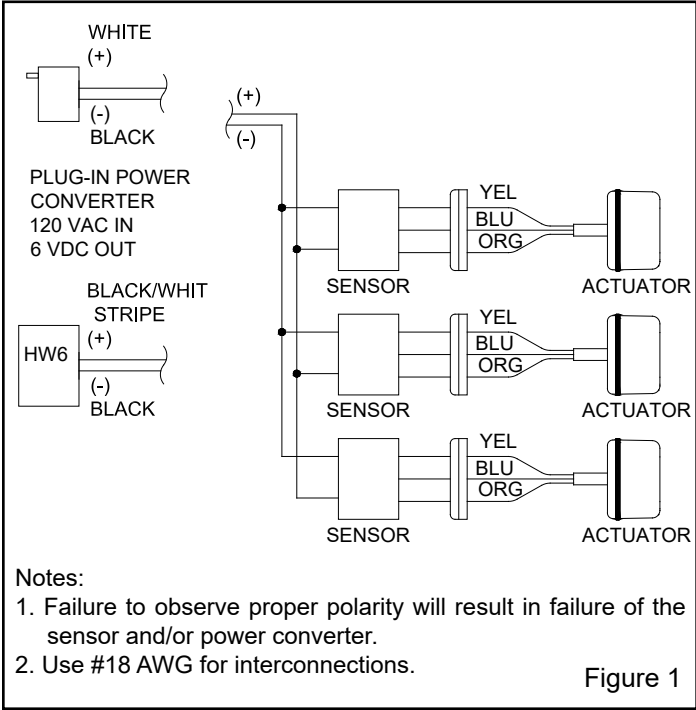 WHITE
(+)
(-)
BLACK
PLUG-IN POWER
CONVERTER
120 VAC IN
6 VDC OUT
BLACK/WHIT
STRIPE
(+)
HW6
(-)
BLACK
(+)
(-)
YEL
BLU
ORG
SENSOR
ACTUATOR
YEL
BLU
ORG
SENSOR
ACTUATOR
YEL
BLU
ORG
SENSOR
ACTUATOR
Notes:
1. Failure to observe proper polarity will result in failure of the
sensor and/or power converter.
2. Use #18 AWG for interconnections.
Figure 1